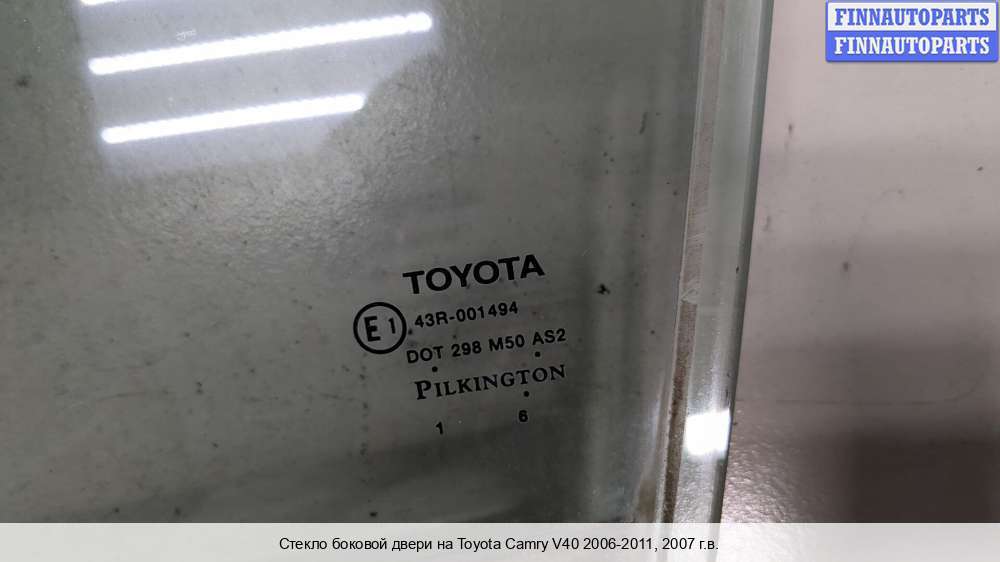 FINNAUTOPARTS
FINNAUTOPARTS
TOYOTA
E1 43R-001494
DOT 298 M50 AS2
PILKINGTON
1 6
Стекло боковой двери на Toyota Camry V40 2006-2011, 2007 г.в.